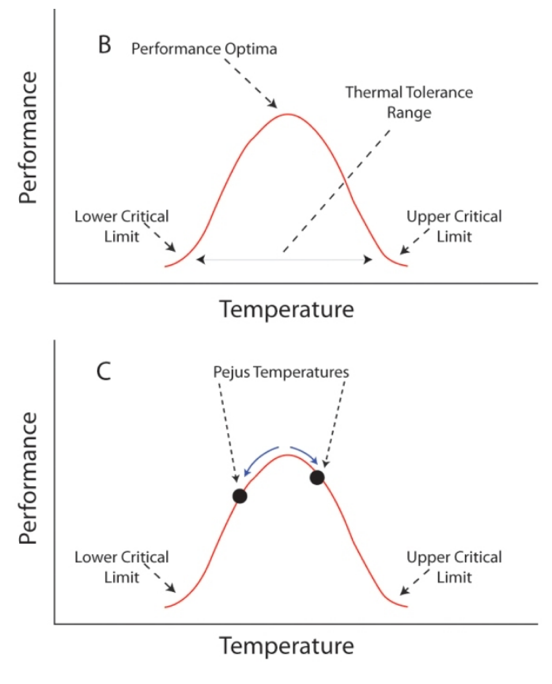 B
Performance Optima
Thermal Tolerance
Range
Performance
Lower Critical
Limit
Upper Critical
Limit
Temperature
C
Pejus Temperatures
Performance
Lower Critical
Limit
Upper Critical
Limit
Temperature